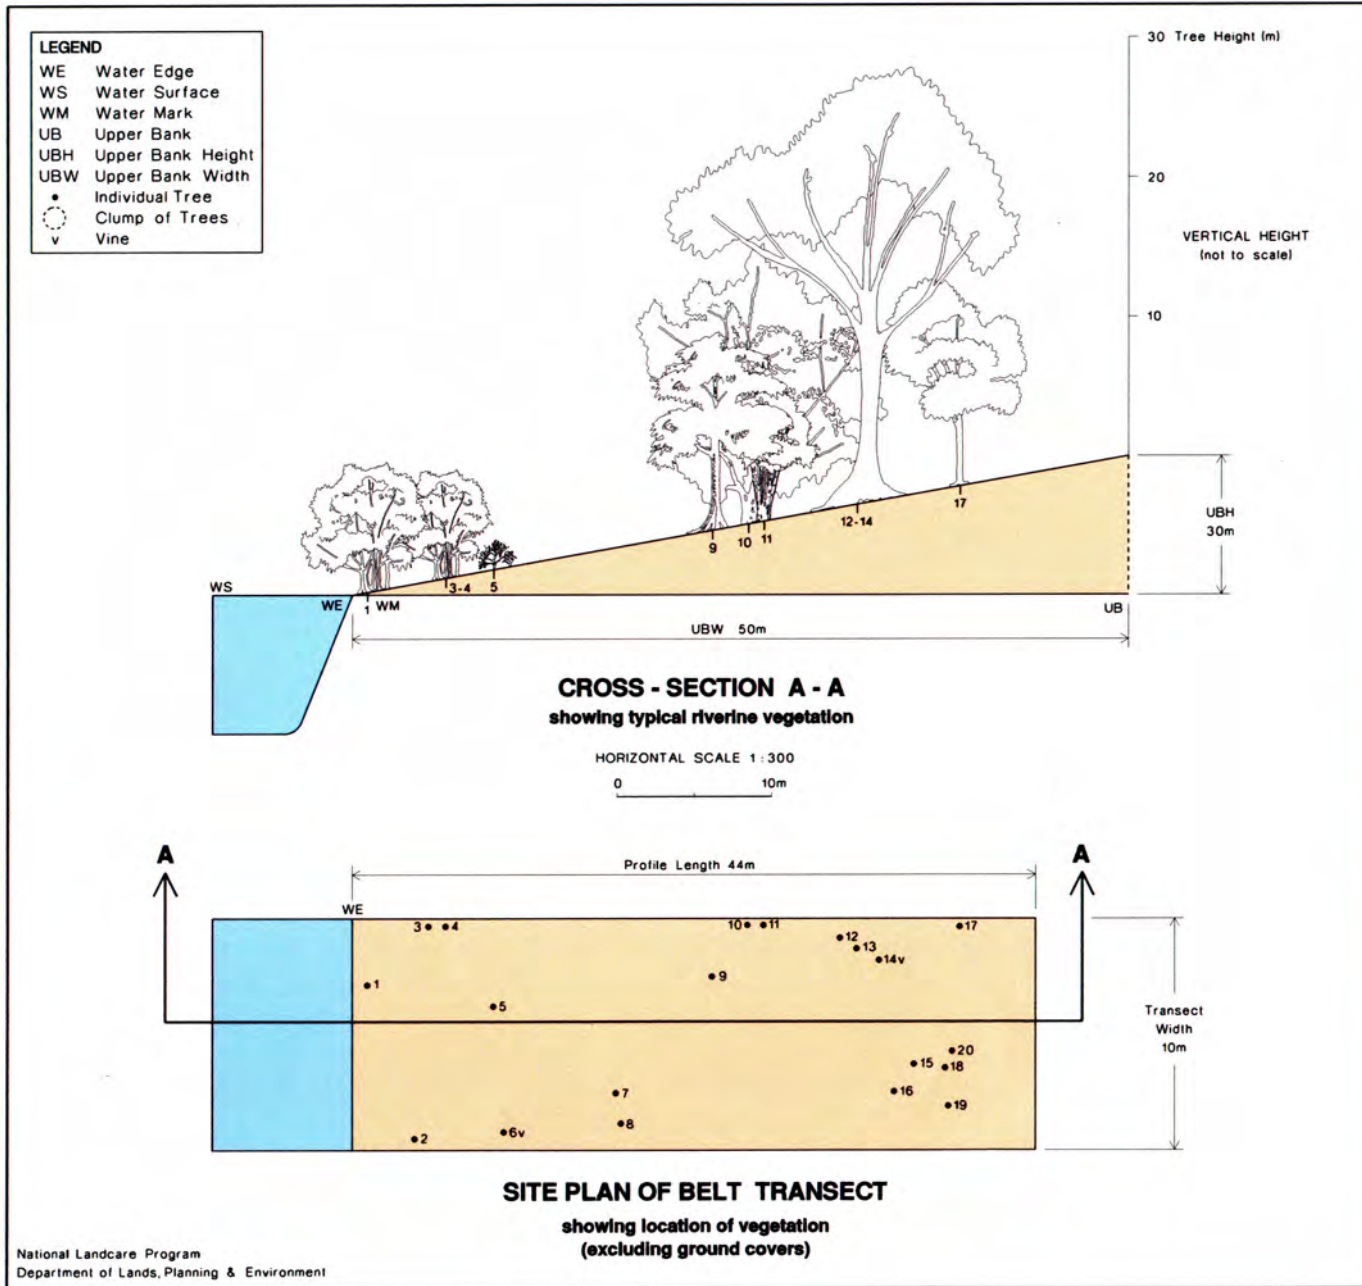 LEGEND
WE Water Edge
WS Water Surface
WM Water Mark
UB Upper Bank
UBH Upper Bank Height
UBW Upper Bank Width
Individual Tree
Clump of Trees
v Vine
30 Tree Height (m)
20
VERTICAL HEIGHT
(not to scale)
10
17
12-14
UBH
30m
9 10 11
3-4 5
WS
WE 1 WM
UB
UBW 50m
CROSS - SECTION A - A
showing typical riverine vegetation
HORIZONTAL SCALE 1:300
0 10m
A A
Profile Length 44m
WE
3 4 10 11 17
12
13
14v
9
1
5
Transect
Width
10m
20
15 18
16
7
19
8
6v
2
SITE PLAN OF BELT TRANSECT
showing location of vegetation
(excluding ground covers)
National Landcare Program
Department of Lands, Planning & Environment